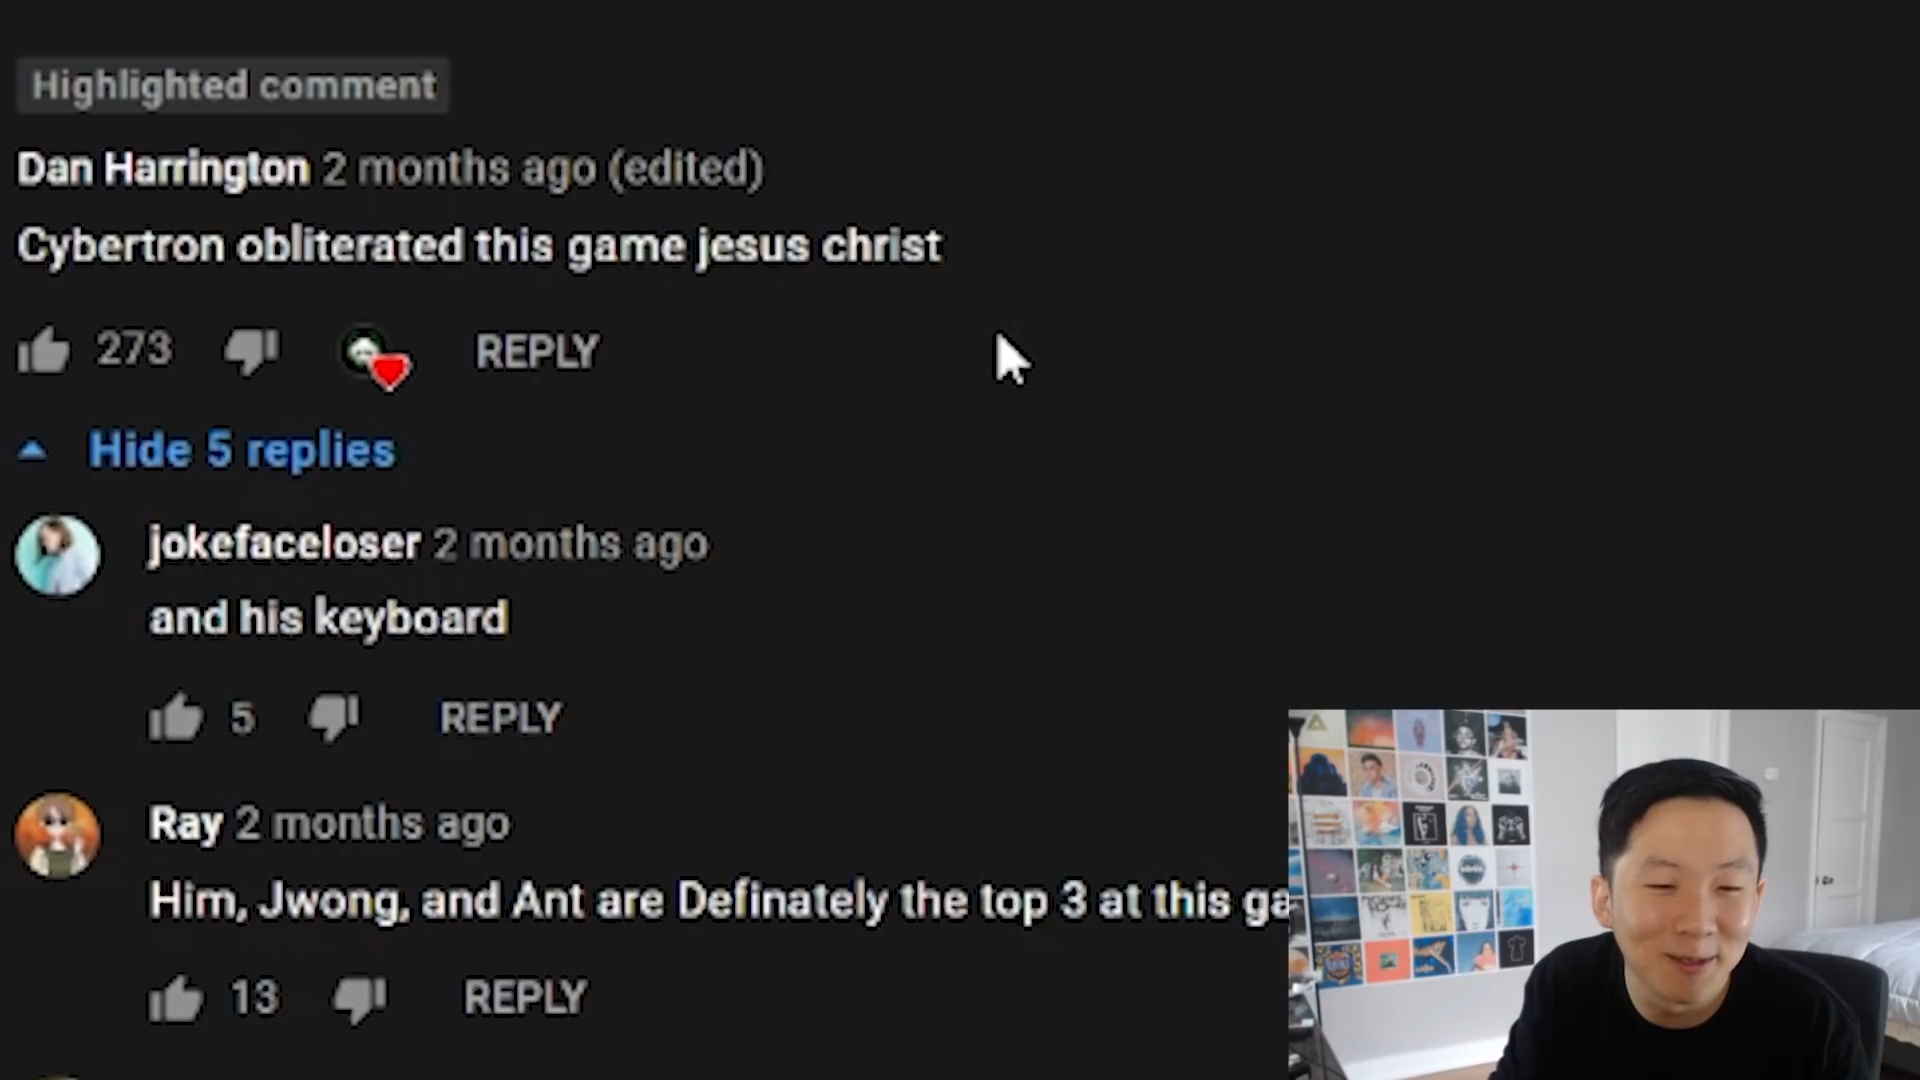 Highlighted comment
Dan Harrington 2 months ago (edited)
Cybertron obliterated this game jesus christ
273 REPLY
Hide 5 replies
jokefaceloser 2 months ago
and his keyboard
5 REPLY
Ray 2 months ago
Him, Jwong, and Ant are Definately the top 3 at this ga
13 REPLY